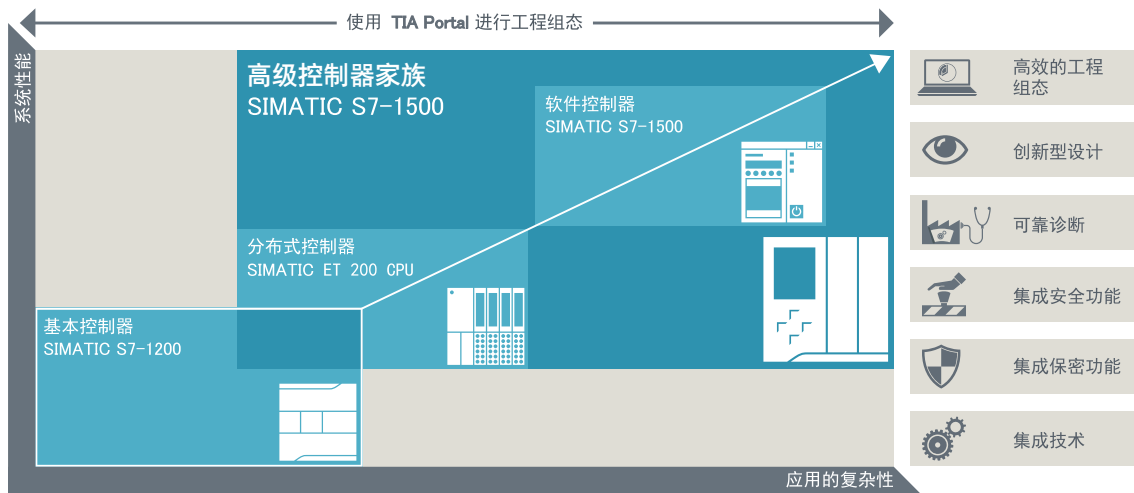 使用 TIA Portal 进行工程组态
系统性能
高级控制器家族
SIMATIC S7-1500
软件控制器
SIMATIC S7-1500
分布式控制器
SIMATIC ET 200 CPU
基本控制器
SIMATIC S7-1200
应用的复杂性
高效的工程
组态
创新型设计
可靠诊断
集成安全功能
集成保密功能
集成技术